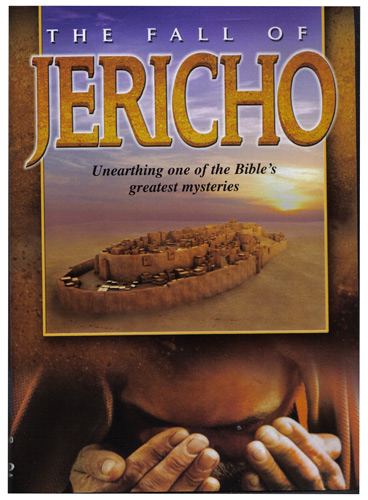 THE FALL OF
JERICHO
Unearthing one of the Bible's
greatest mysteries